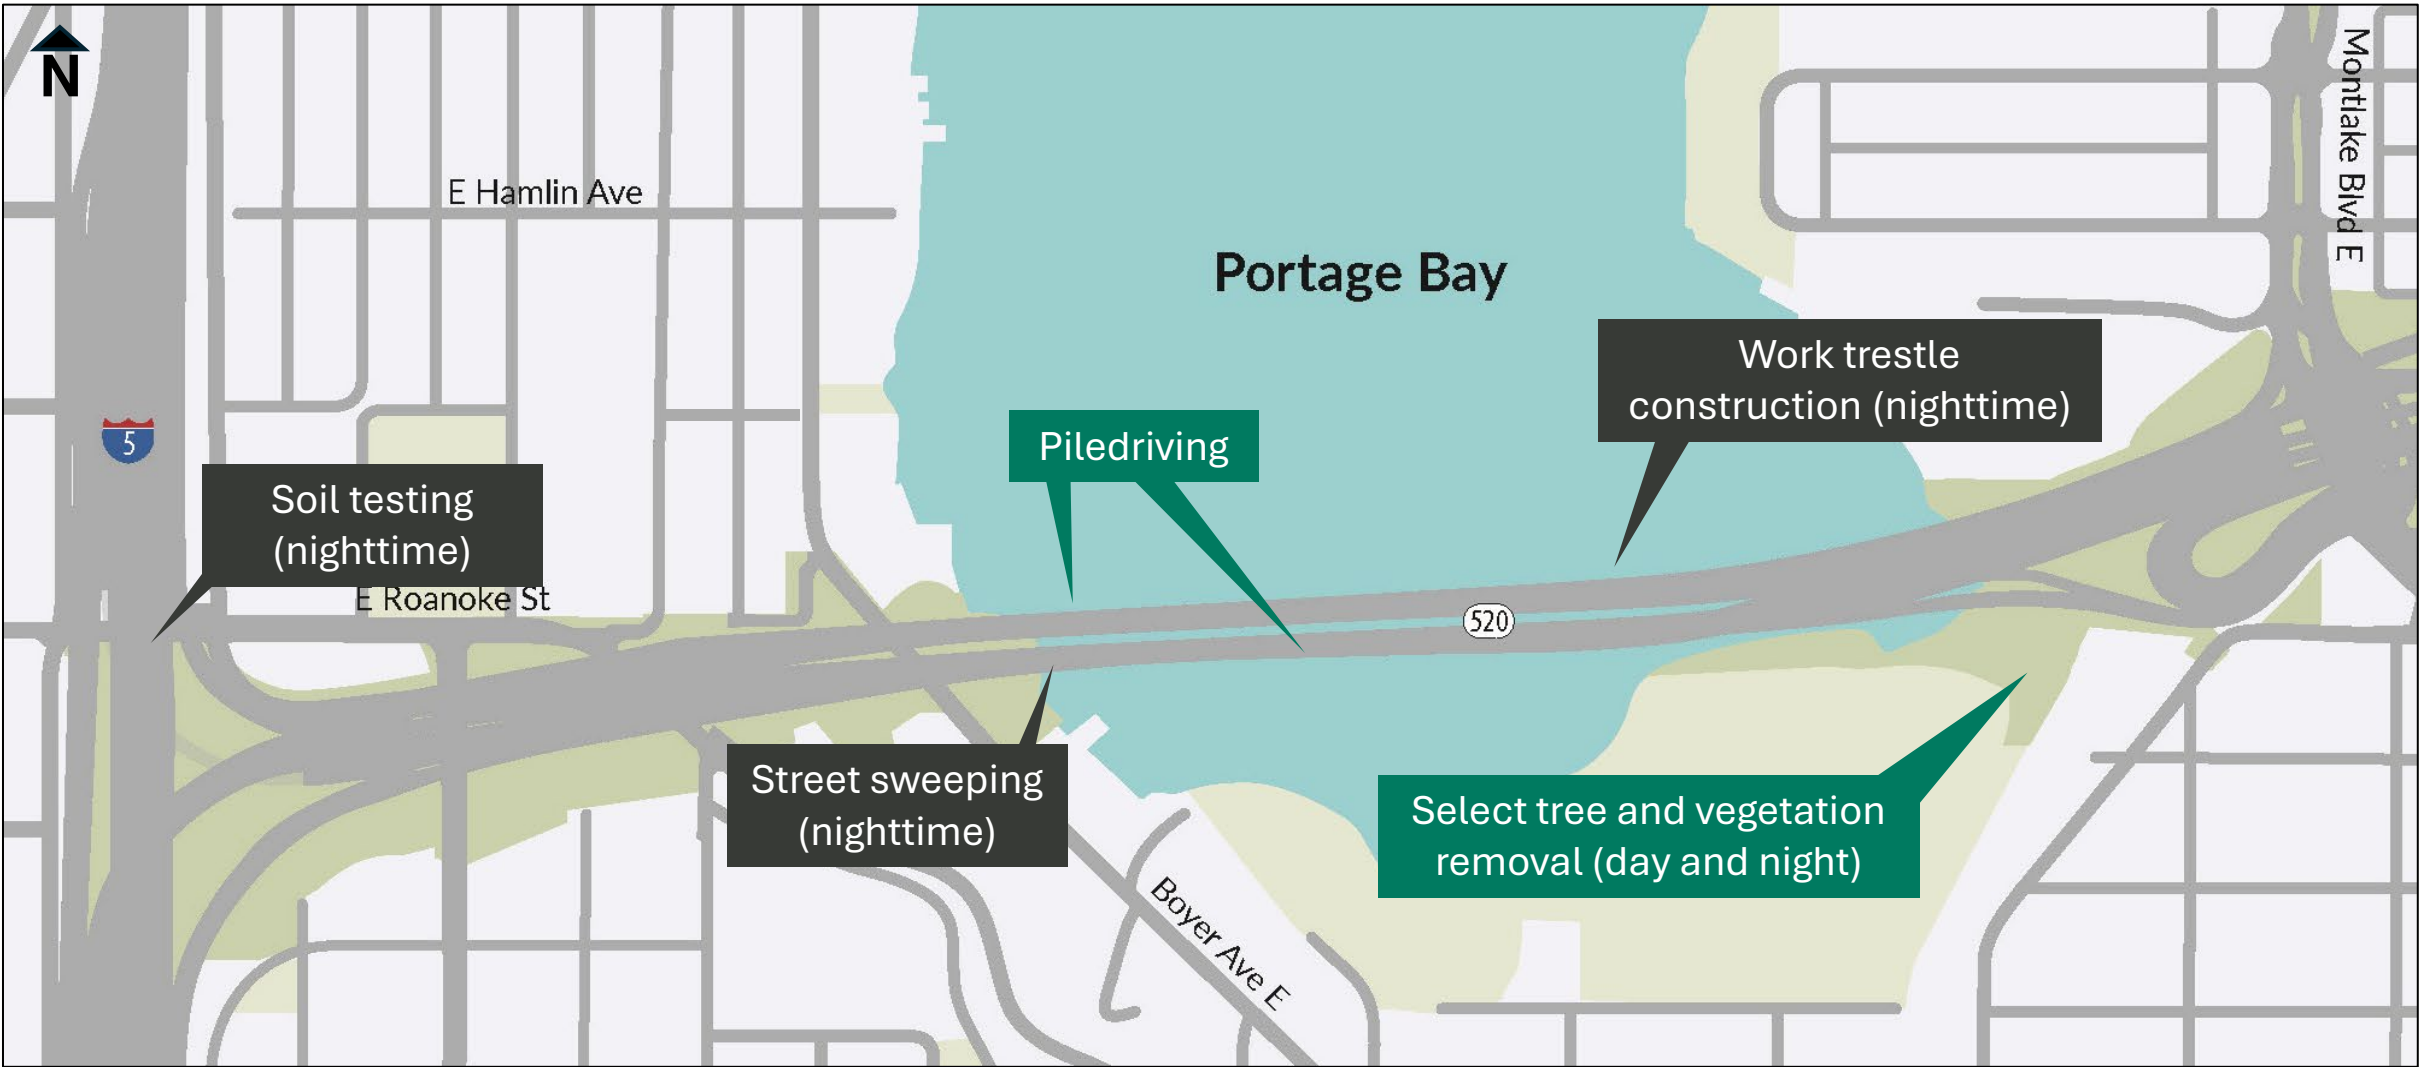 N
Montlake Blvd E
E Hamlin Ave
Portage Bay
Work trestle
construction (nighttime)
Piledriving
5
Soil testing
(nighttime)
E Roanoke St
520
Street sweeping
(nighttime)
Select tree and vegetation
removal (day and night)
Boyer Ave E